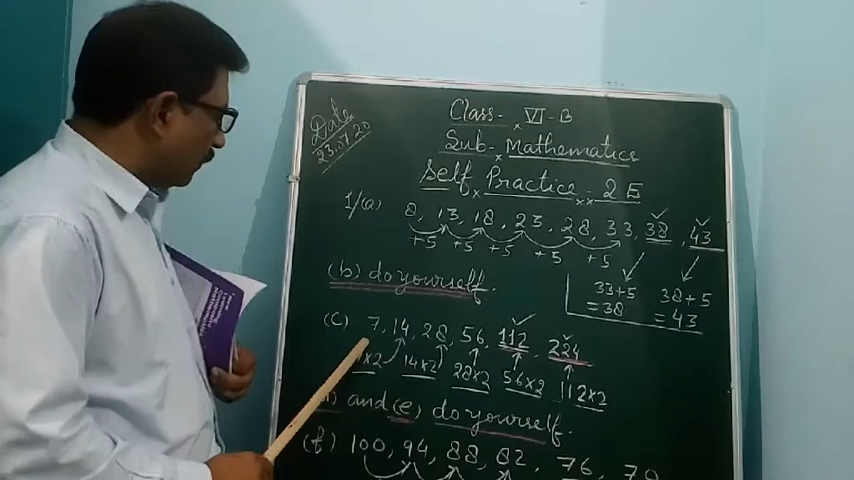 Date
23.07.20
Class- VI-B
Sub- Mathematics
Self Practice - 2E
1/(a) 8, 13, 18, 23, 28, 33, 38, 43
+5 +5 +5 +5 +5
33+5 38+5
=38 =43
(b) do yourself.
(c) 7, 14, 28, 56, 112, 224
7x2 14x2 28x2 56x2 112x2
and (e) do yourself.
(f) 100, 94, 88, 82, 76, 70